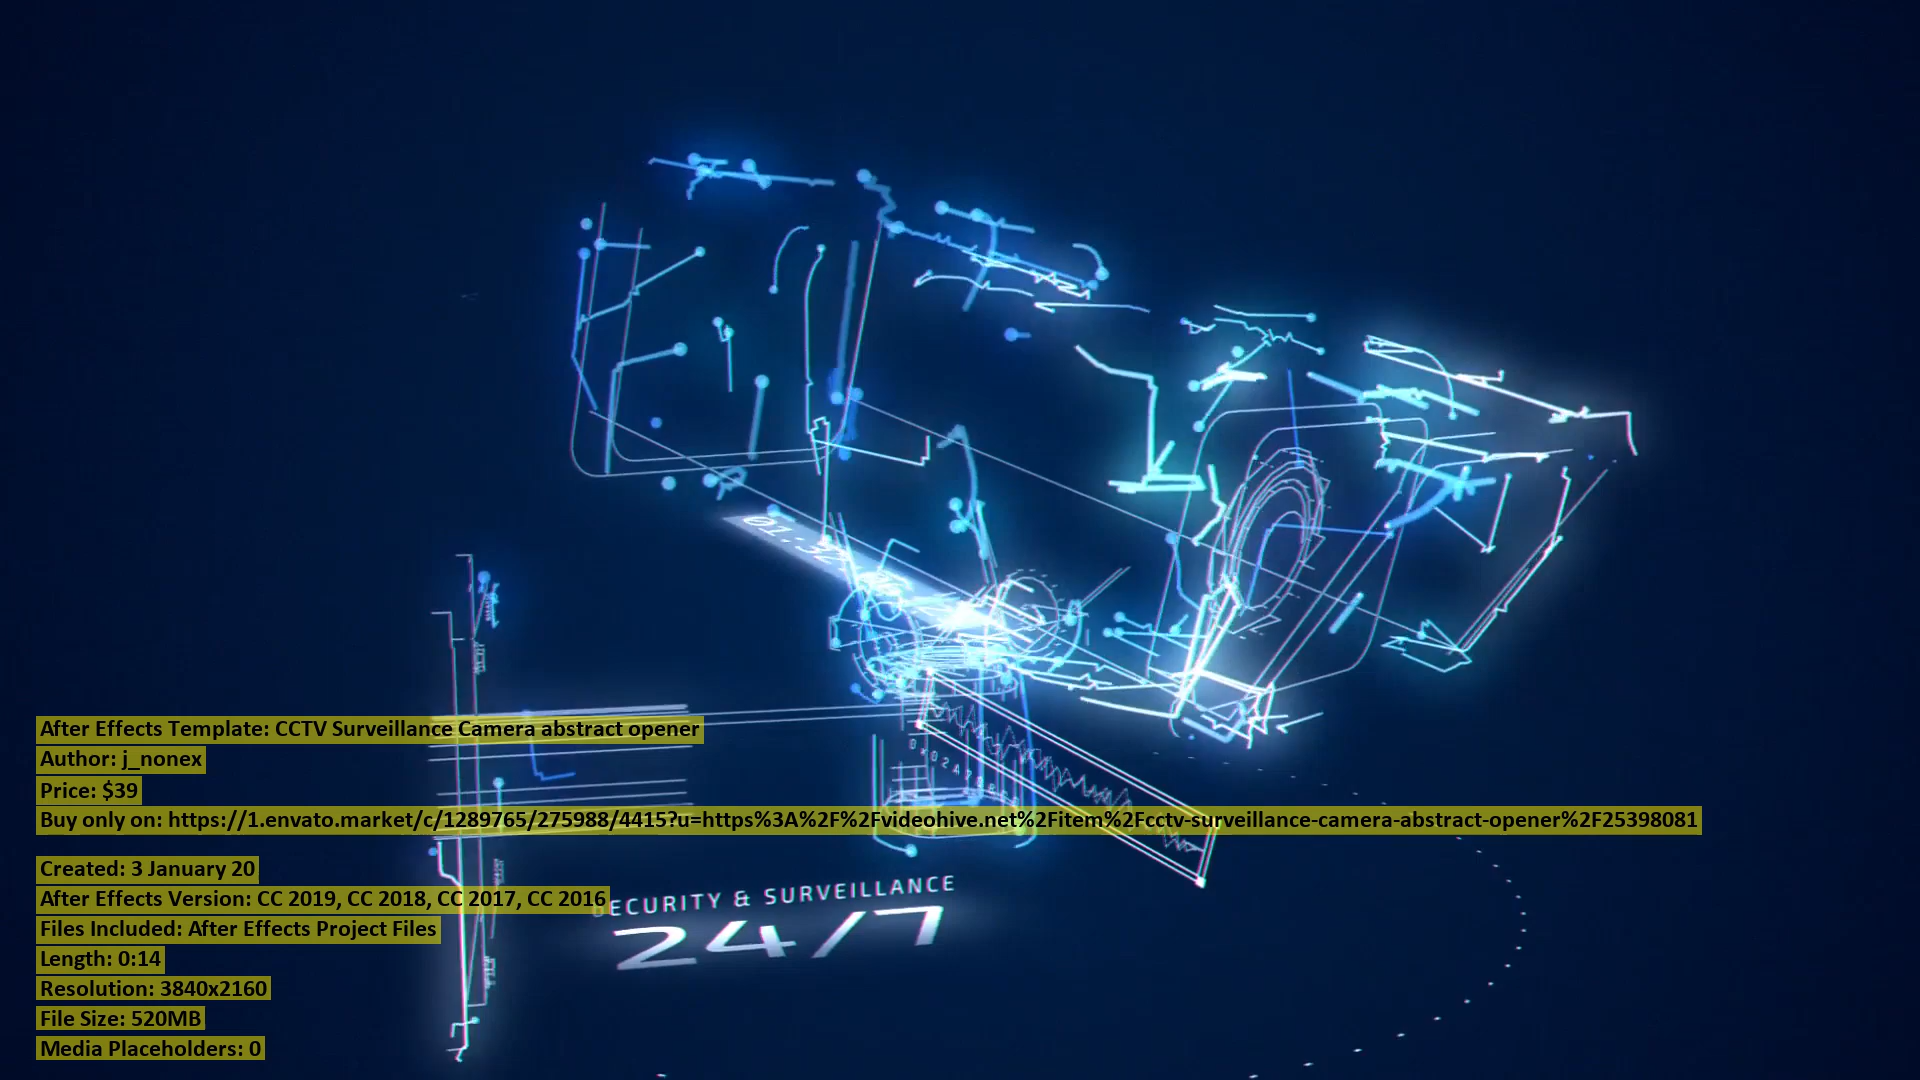 01:32
0x02A70
After Effects Template: CCTV Surveillance Camera abstract opener
Author: j_nonex
Price: $39
Buy only on: https://1.envato.market/c/1289765/275988/4415?u=https%3A%2F%2Fvideohive.net%2Fitem%2Fcctv-surveillance-camera-abstract-opener%2F25398081
Created: 3 January 20
After Effects Version: CC 2019, CC 2018, CC 2017, CC 2016
SECURITY & SURVEILLANCE
24/7
Files Included: After Effects Project Files
Length: 0:14
Resolution: 3840x2160
File Size: 520MB
Media Placeholders: 0